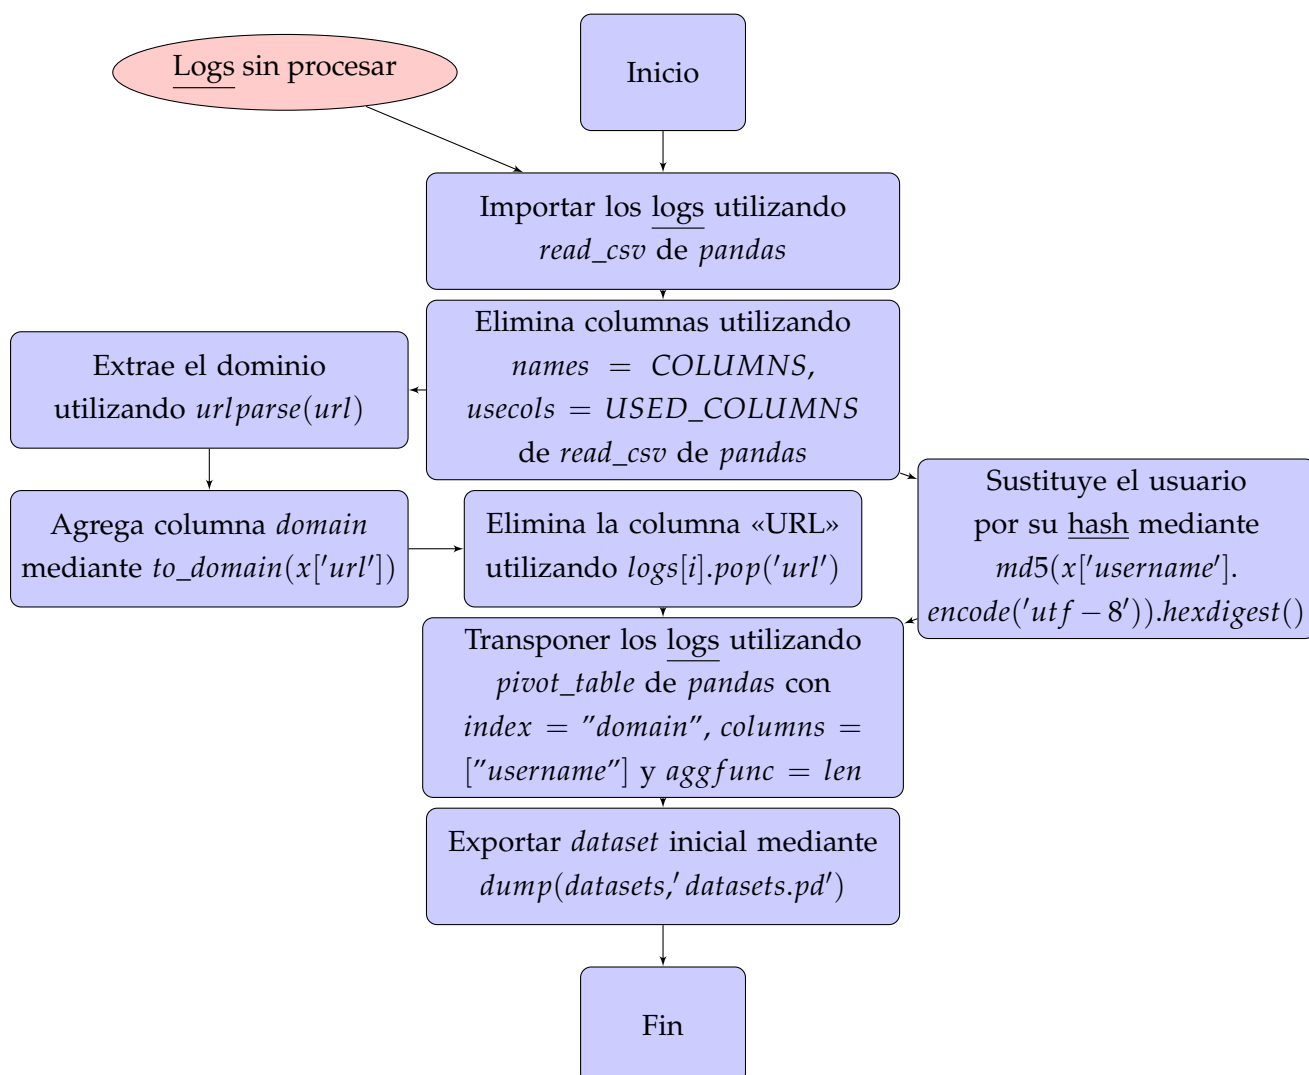 Logs sin procesar
Inicio
Importar los logs utilizando
read_csv de pandas
Elimina columnas utilizando
names = COLUMNS,
usecols = USED_COLUMNS
de read_csv de pandas
Extrae el dominio
utilizando urlparse(url)
Agrega columna domain
mediante to_domain(x['url'])
Elimina la columna «URL»
utilizando logs[i].pop('url')
Sustituye el usuario
por su hash mediante
md5(x['username'].
encode('utf − 8')).hexdigest()
Transponer los logs utilizando
pivot_table de pandas con
index = "domain", columns =
["username"] y aggfunc = len
Exportar dataset inicial mediante
dump(datasets,' datasets.pd')
Fin